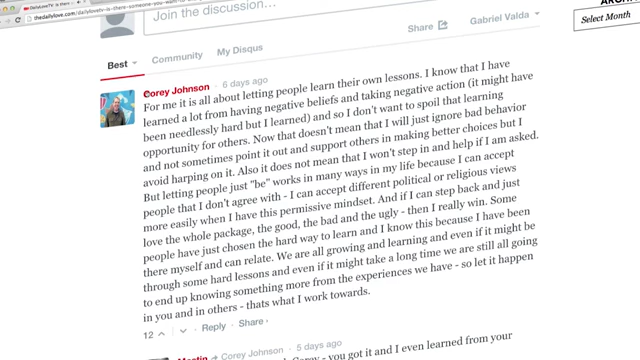 DailyLoveTV: Is there
thedailylove.com/dailylovetv-is-there-someone-you-want-to
Join the discussion...
ARCHIV
Select Month
Share
Gabriel Valda
Best
Community
My Disqus
Corey Johnson · 6 days ago
For me it is all about letting people learn their own lessons. I know that I have
learned a lot from having negative beliefs and taking negative action (it might have
been needlessly hard but I learned) and so I don't want to spoil that learning
opportunity for others. Now that doesn't mean that I will just ignore bad behavior
and not sometimes point it out and support others in making better choices but I
avoid harping on it. Also it does not mean that I won't step in and help if I am asked.
But letting people just "be" works in many ways in my life because I can accept
people that I don't agree with - I can accept different political or religious views
more easily when I have this permissive mindset. And if I can step back and just
love the whole package, the good, the bad and the ugly - then I really win. Some
people have just chosen the hard way to learn and I know this because I have been
there myself and can relate. We are all growing and learning and even if it might be
through some hard lessons and even if it might take a long time we are still all going
to end up knowing something more from the experiences we have - so let it happen
in you and in others - thats what I work towards.
12
Reply
Share ›
Corey Johnson · 5 days ago
Corey - you got it and I even learned from your